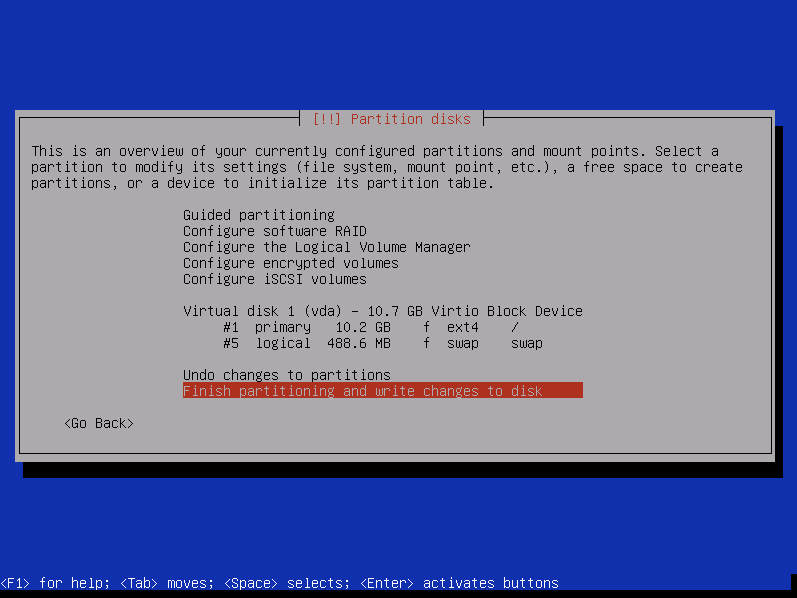 [!!] Partition disks
This is an overview of your currently configured partitions and mount points. Select a
partition to modify its settings (file system, mount point, etc.), a free space to create
partitions, or a device to initialize its partition table.
Guided partitioning
Configure software RAID
Configure the Logical Volume Manager
Configure encrypted volumes
Configure iSCSI volumes
Virtual disk 1 (vda) - 10.7 GB Virtio Block Device
#1 primary 10.2 GB f ext4 /
#5 logical 488.6 MB f swap swap
Undo changes to partitions
Finish partitioning and write changes to disk
<Go Back>
<F1> for help; <Tab> moves; <Space> selects; <Enter> activates buttons